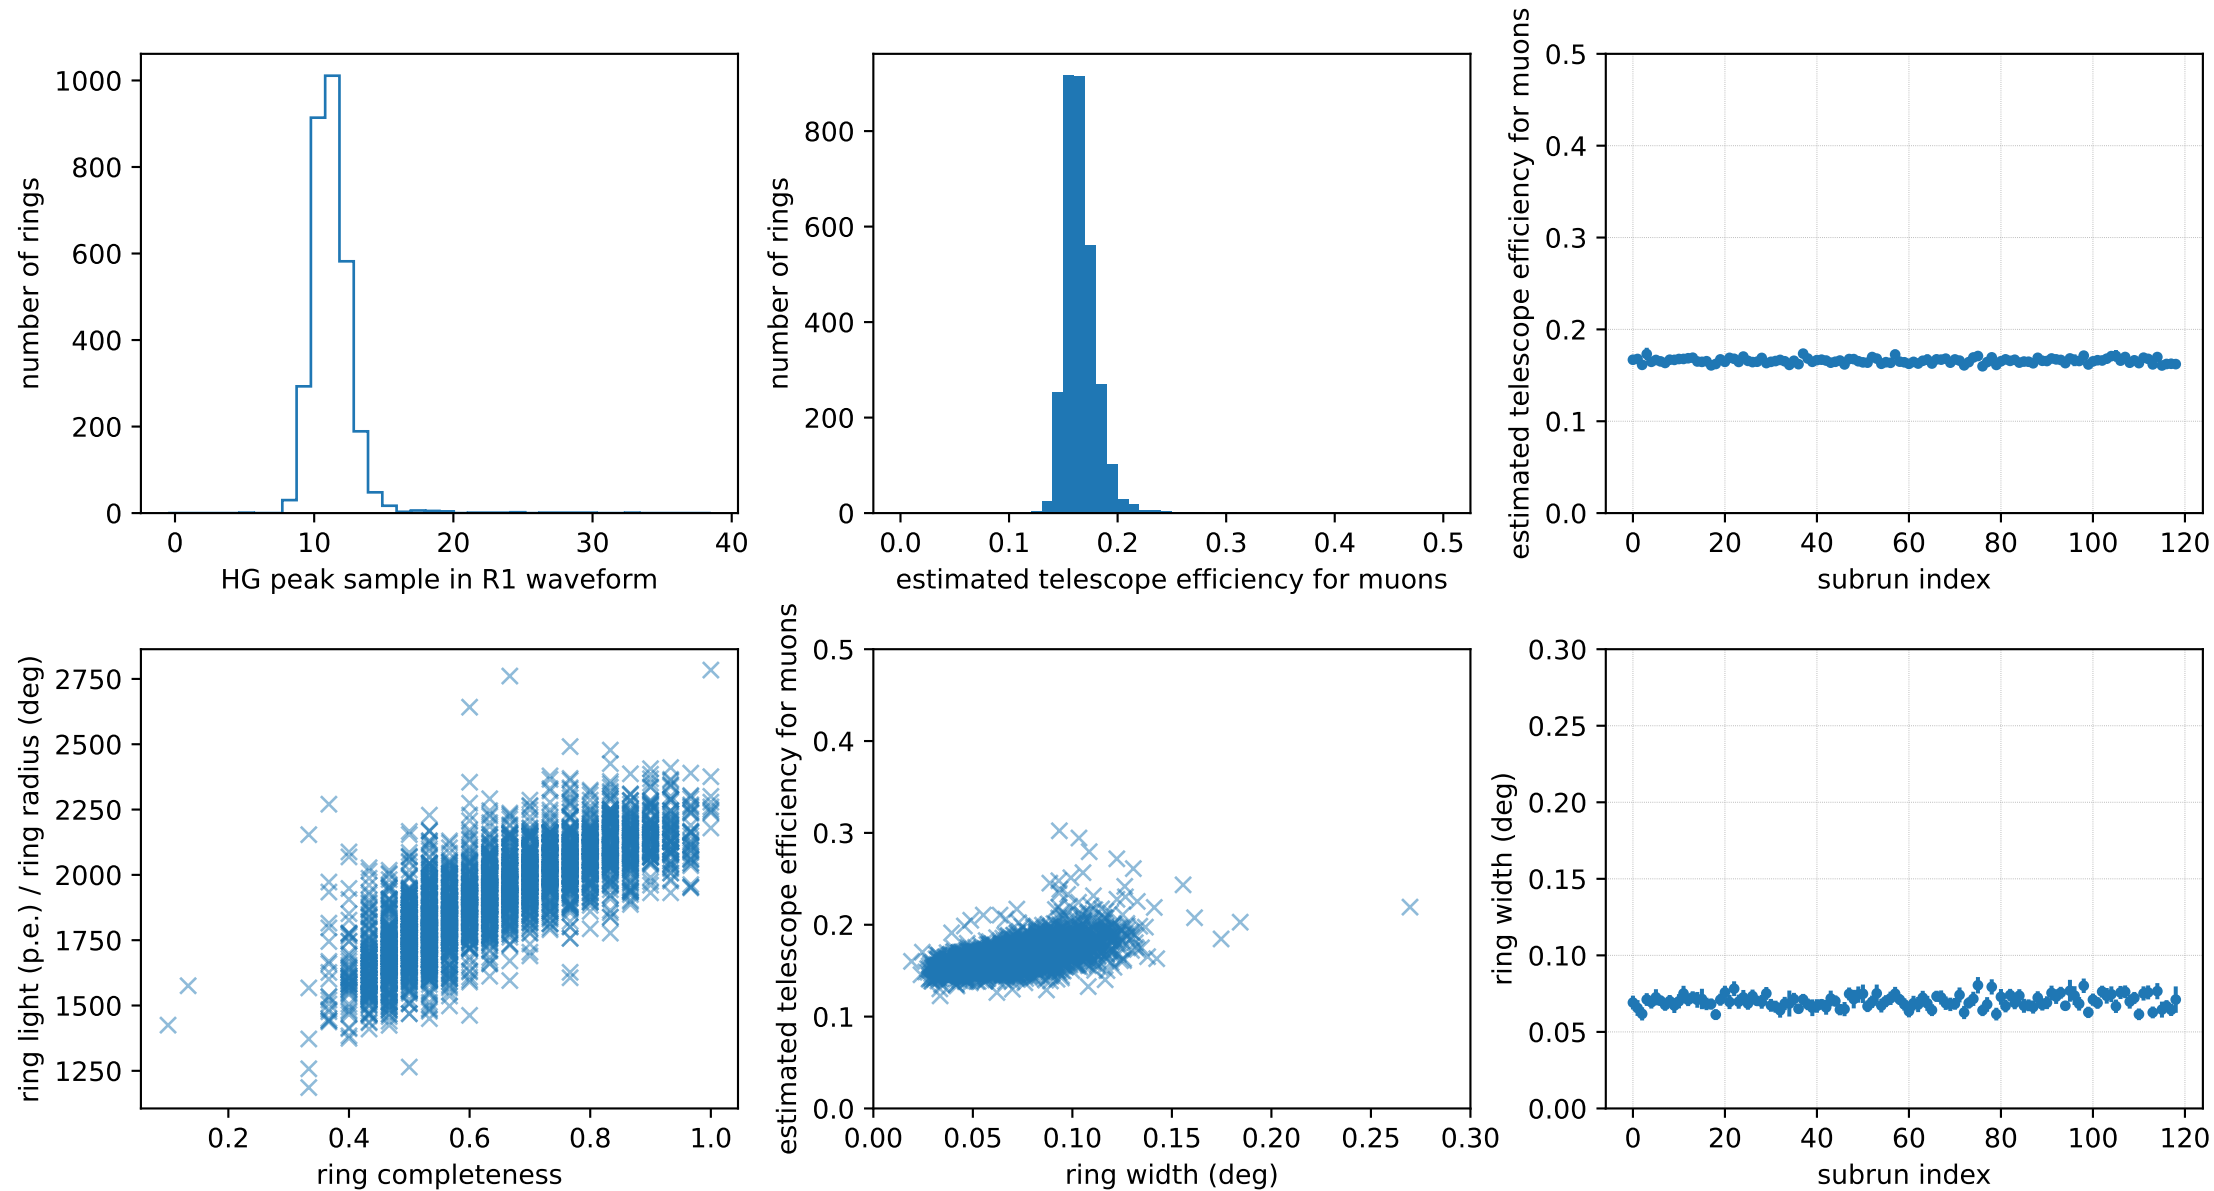 number of rings
1000
800
600
400
200
0
0 10 20 30 40
HG peak sample in R1 waveform
number of rings
800
600
400
200
0
0.0 0.1 0.2 0.3 0.4 0.5
estimated telescope efficiency for muons
estimated telescope efficiency for muons
0.5
0.4
0.3
0.2
0.1
0.0
0 20 40 60 80 100 120
subrun index
ring light (p.e.) / ring radius (deg)
2750
2500
2250
2000
1750
1500
1250
0.2 0.4 0.6 0.8 1.0
ring completeness
estimated telescope efficiency for muons
0.5
0.4
0.3
0.2
0.1
0.0
0.00 0.05 0.10 0.15 0.20 0.25 0.30
ring width (deg)
ring width (deg)
0.30
0.25
0.20
0.15
0.10
0.05
0.00
0 20 40 60 80 100 120
subrun index